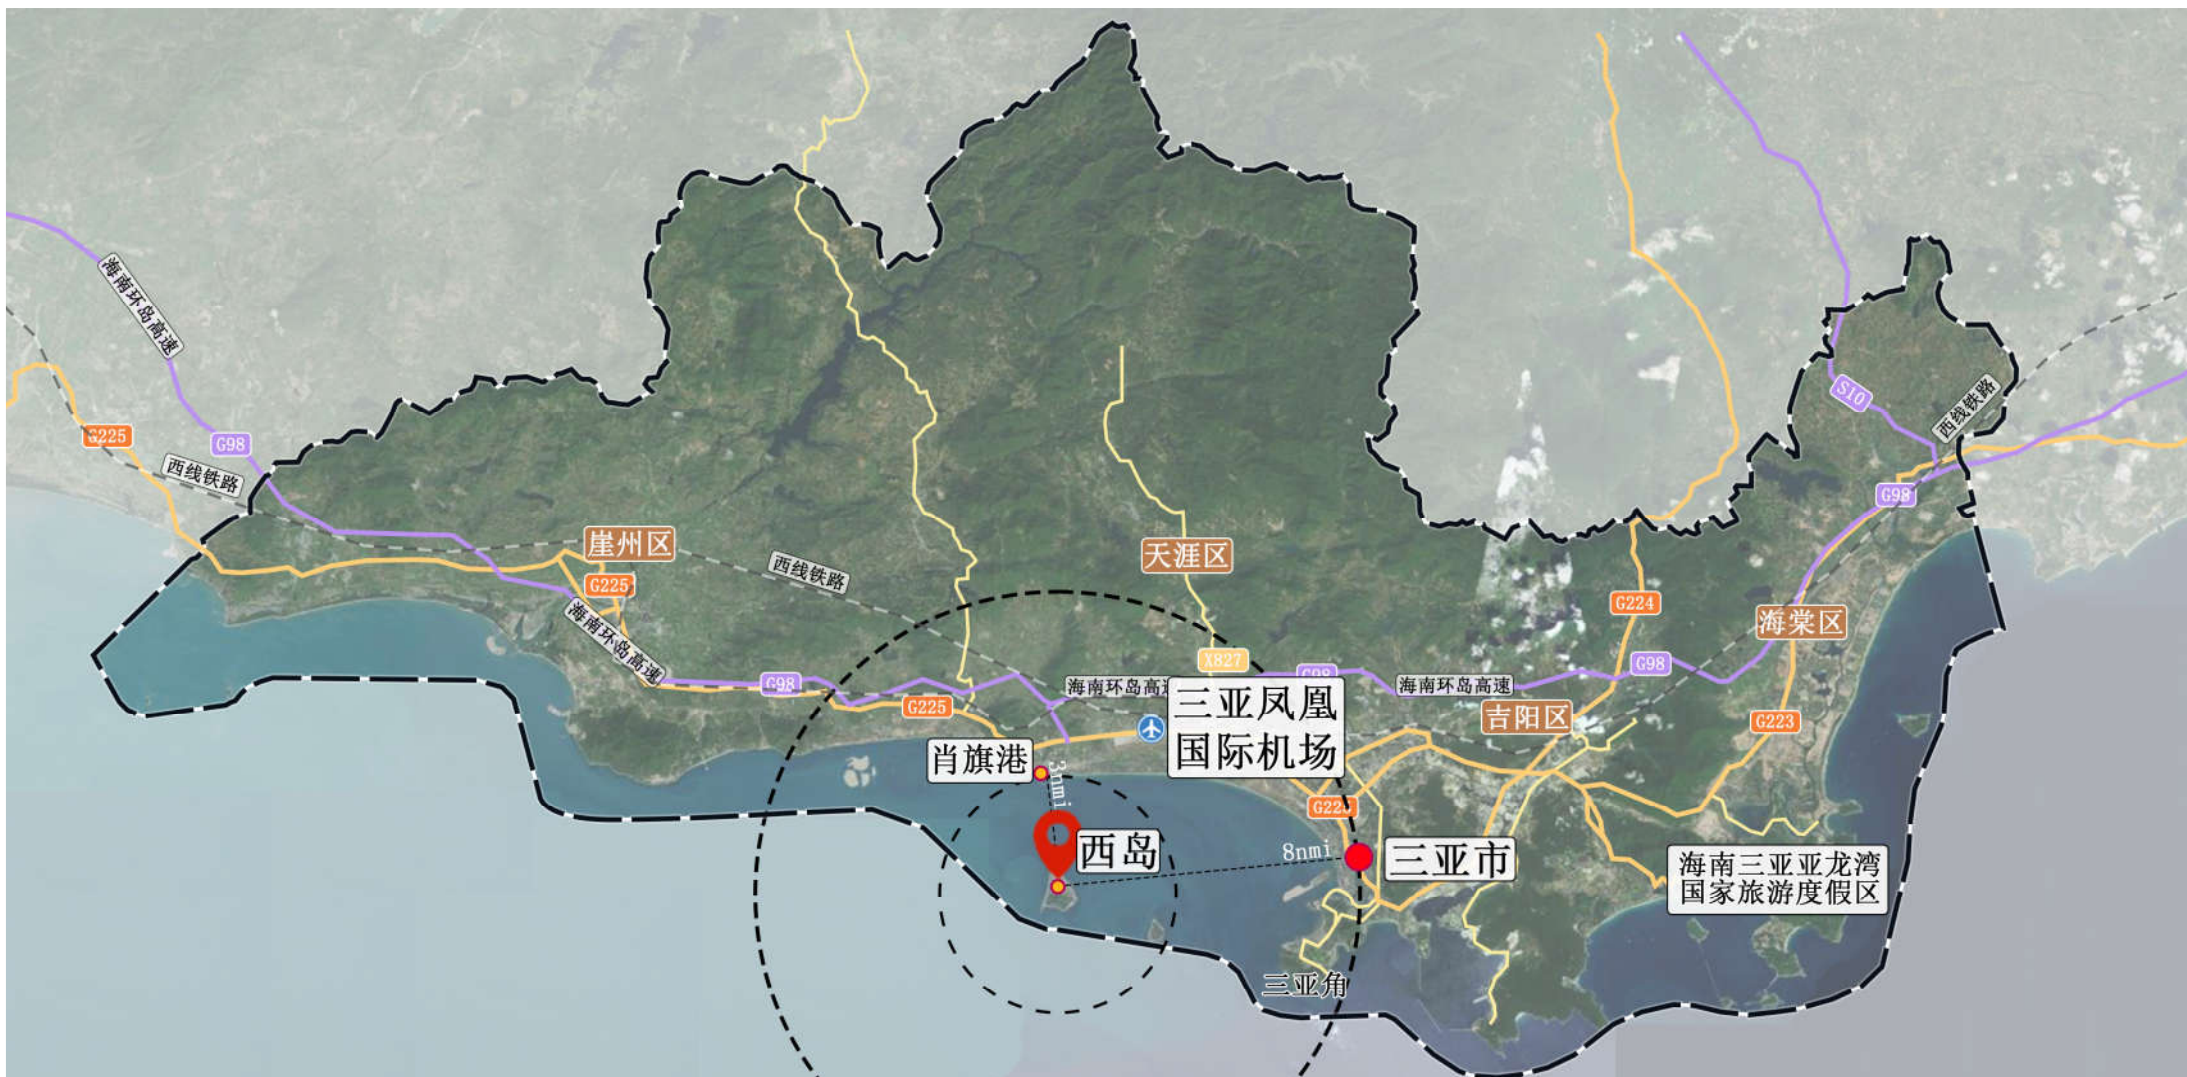 海南环岛高速
S10
西线铁路
G225
G98
西线铁路
G98
崖州区
天涯区
西线铁路
G225
G224
海棠区
海南环岛高速
X827
G98
G98
G98
海南环岛高速
海南环岛高速
G225
三亚凤凰
国际机场
吉阳区
G223
肖旗港
3nmi
西岛
8nmi
三亚市
海南三亚亚龙湾
国家旅游度假区
三亚角